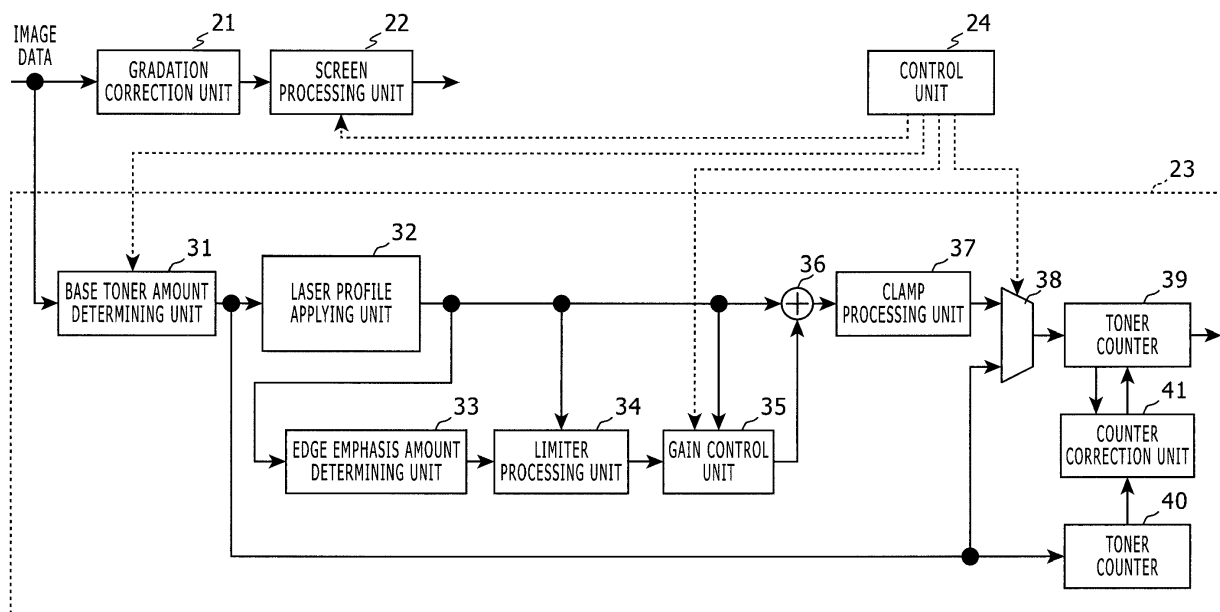 IMAGE
DATA
21
GRADATION
CORRECTION UNIT
22
SCREEN
PROCESSING UNIT
24
CONTROL
UNIT
23
31
BASE TONER AMOUNT
DETERMINING UNIT
32
LASER PROFILE
APPLYING UNIT
36
37
CLAMP
PROCESSING UNIT
38
39
TONER
COUNTER
33
EDGE EMPHASIS AMOUNT
DETERMINING UNIT
34
LIMITER
PROCESSING UNIT
35
GAIN CONTROL
UNIT
41
COUNTER
CORRECTION UNIT
40
TONER
COUNTER